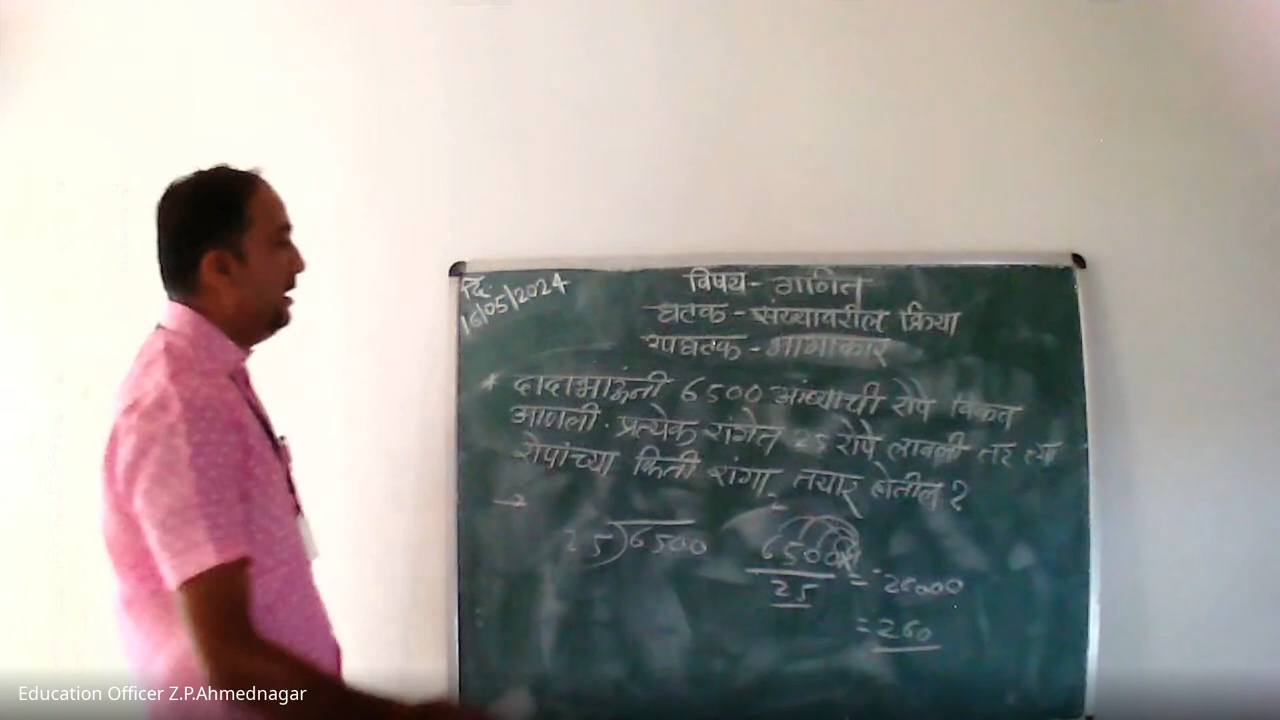 दि.
16/05/2024
विषय - गणित
घटक - संख्यावरील क्रिया
उपघटक - भागाकार
* दादाभाऊंनी 6500 आंब्याची रोपे विकत
आणली. प्रत्येक रांगेत 25 रोपे लावली तर त्या
रोपांच्या किती रांगा तयार होतील ?
→
25)6500
6500
25
= 26000
= 260
Education Officer Z.P.Ahmednagar